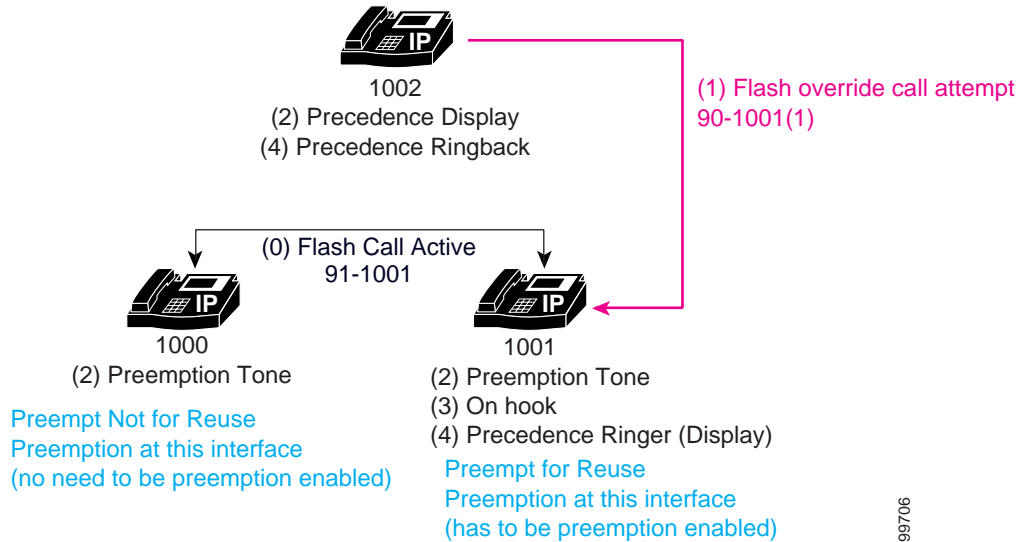 IP
1002
(2) Precedence Display
(4) Precedence Ringback
(1) Flash override call attempt
90-1001(1)
(0) Flash Call Active
91-1001
IP
1000
(2) Preemption Tone
Preempt Not for Reuse
Preemption at this interface
(no need to be preemption enabled)
IP
1001
(2) Preemption Tone
(3) On hook
(4) Precedence Ringer (Display)
Preempt for Reuse
Preemption at this interface
(has to be preemption enabled)
99706